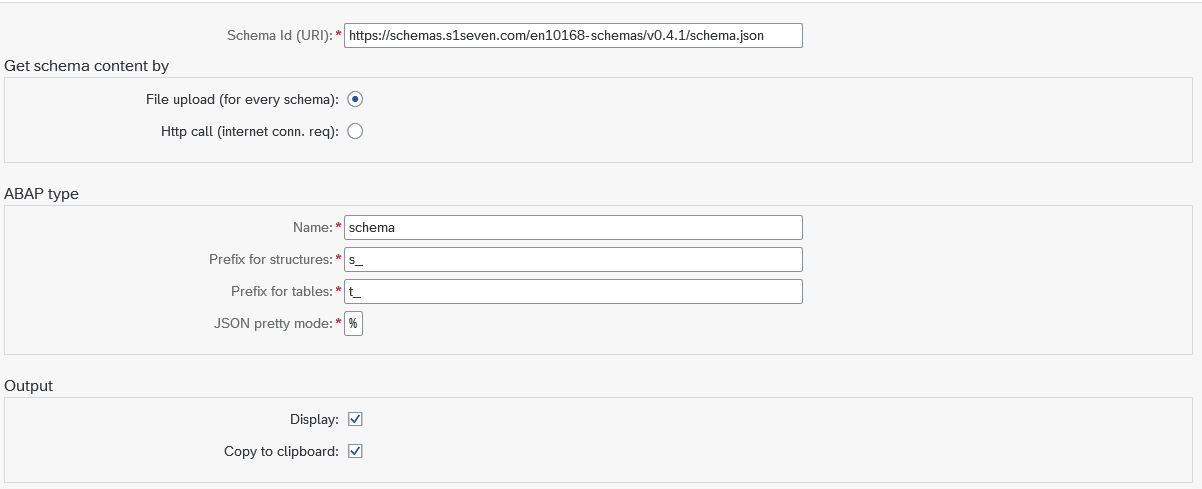 Schema Id (URI): * https://schemas.s1seven.com/en10168-schemas/v0.4.1/schema.json
Get schema content by
File upload (for every schema):
Http call (internet conn. req):
ABAP type
Name: * schema
Prefix for structures: * s_
Prefix for tables: * t_
JSON pretty mode: * %
Output
Display:
Copy to clipboard: